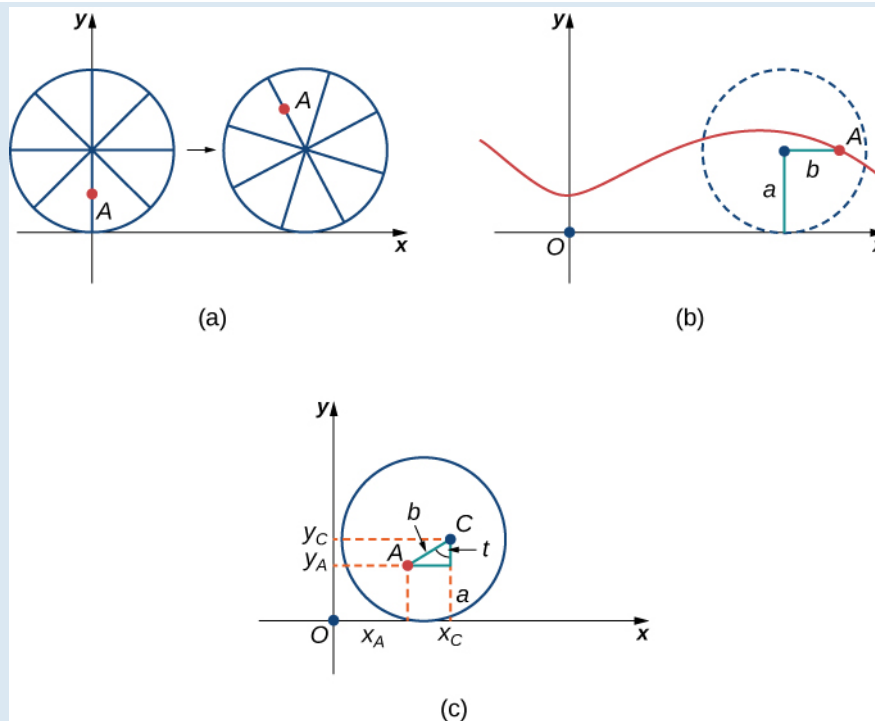 y y
A
A A
b
a
x O x
(a) (b)
y
b C
y_C
A t
y_A
a
O x_A x_C x
(c)